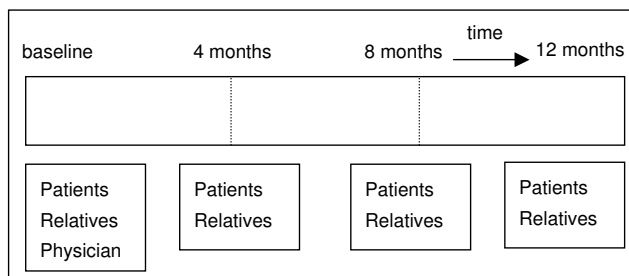 time
baseline
4 months
8 months
12 months
Patients
Relatives
Physician
Patients
Relatives
Patients
Relatives
Patients
Relatives